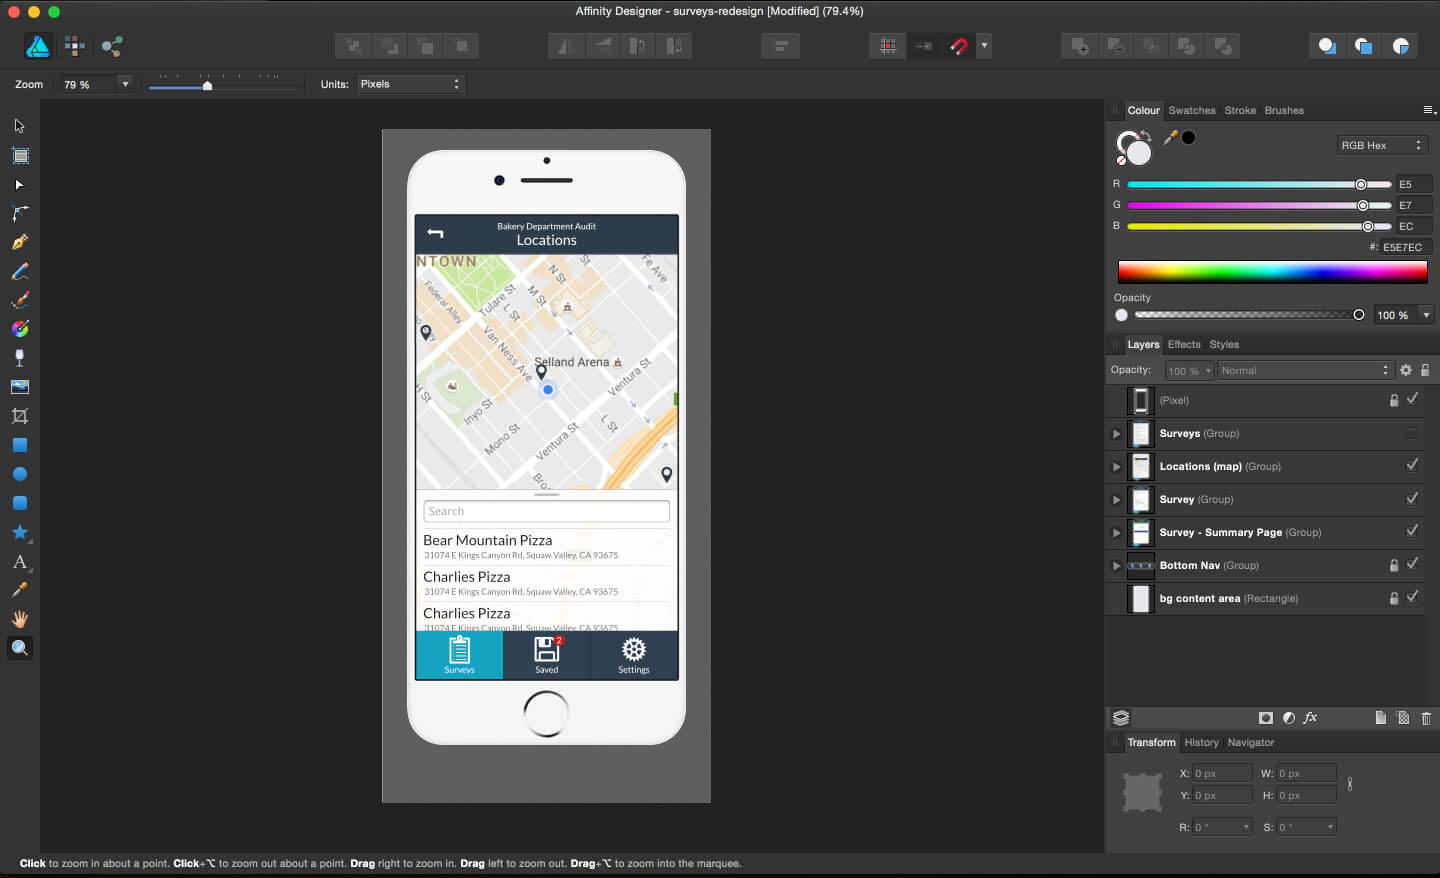 Affinity Designer - surveys-redesign [Modified] (79.4%)
Zoom 79 % Units: Pixels
Bakery Department Audit
Locations
NTOWN
N St
St
Fe Ave
Federal Alley
Tulare St
M St
L St
Van Ness Ave
Selland Arena
Ventura St
H St
Inyo St
Mono St
Ventura St
L St
Search
Bear Mountain Pizza
31074 E Kings Canyon Rd, Squaw Valley, CA 93675
Charlies Pizza
31074 E Kings Canyon Rd, Squaw Valley, CA 93675
Charlies Pizza
31074 E Kings Canyon Rd, Squaw Valley, CA 93675
2
Surveys Saved Settings
Colour Swatches Stroke Brushes
RGB Hex
R E5
G E7
B EC
#: E5E7EC
Opacity
100 %
Layers Effects Styles
Opacity: 100 % Normal
(Pixel)
Surveys (Group)
Locations (map) (Group)
Survey (Group)
Survey - Summary Page (Group)
Bottom Nav (Group)
bg content area (Rectangle)
fx
Transform History Navigator
X: 0 px W: 0 px
Y: 0 px H: 0 px
R: 0 ° S: 0 °
Click to zoom in about a point. Click+⌥ to zoom out about a point. Drag right to zoom in. Drag left to zoom out. Drag+⌥ to zoom into the marquee.